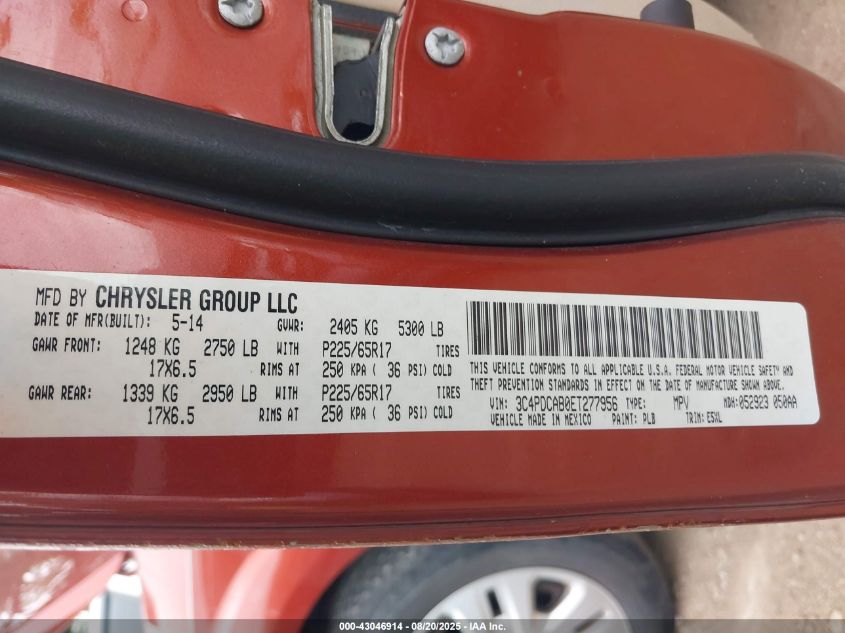 MFD BY CHRYSLER GROUP LLC
DATE OF MFR(BUILT): 5-14 GVWR: 2405 KG 5300 LB
GAWR FRONT: 1248 KG 2750 LB WITH P225/65R17 TIRES
17X6.5 RIMS AT 250 KPA ( 36 PSI) COLD
GAWR REAR: 1339 KG 2950 LB WITH P225/65R17 TIRES
17X6.5 RIMS AT 250 KPA ( 36 PSI) COLD
THIS VEHICLE CONFORMS TO ALL APPLICABLE U.S.A. FEDERAL MOTOR VEHICLE SAFETY AND
THEFT PREVENTION STANDARDS IN EFFECT ON THE DATE OF MANUFACTURE SHOWN ABOVE.
VIN: 3C4PDCAB0ET277956 TYPE: MPV MDH: 052923 050AA
VEHICLE MADE IN MEXICO PAINT: PLB TRIM: ESXL
000-43046914 - 08/20/2025 - IAA Inc.